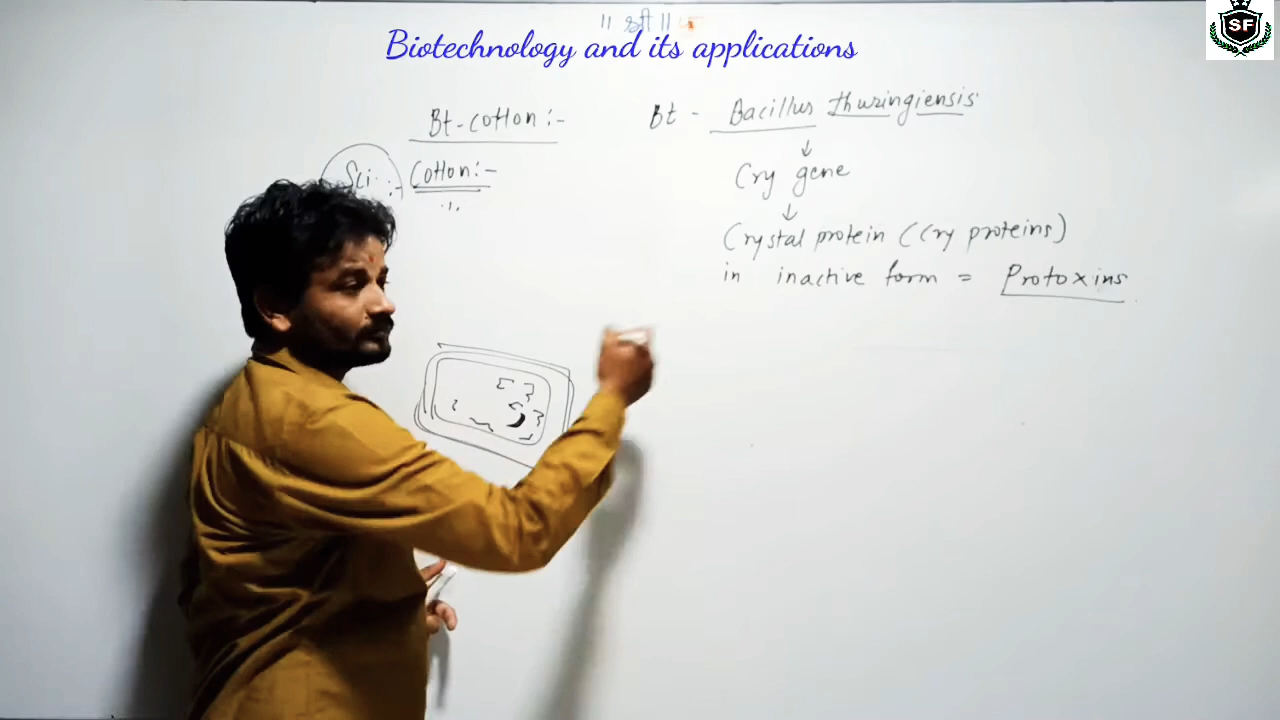 ॥ श्री ॥
SF
Biotechnology and its applications
Bt-cotton :-
Sci. :- Cotton :-
Bt - Bacillus thuringiensis
↓
Cry gene
↓
Crystal protein (Cry proteins)
in inactive form = Protoxins